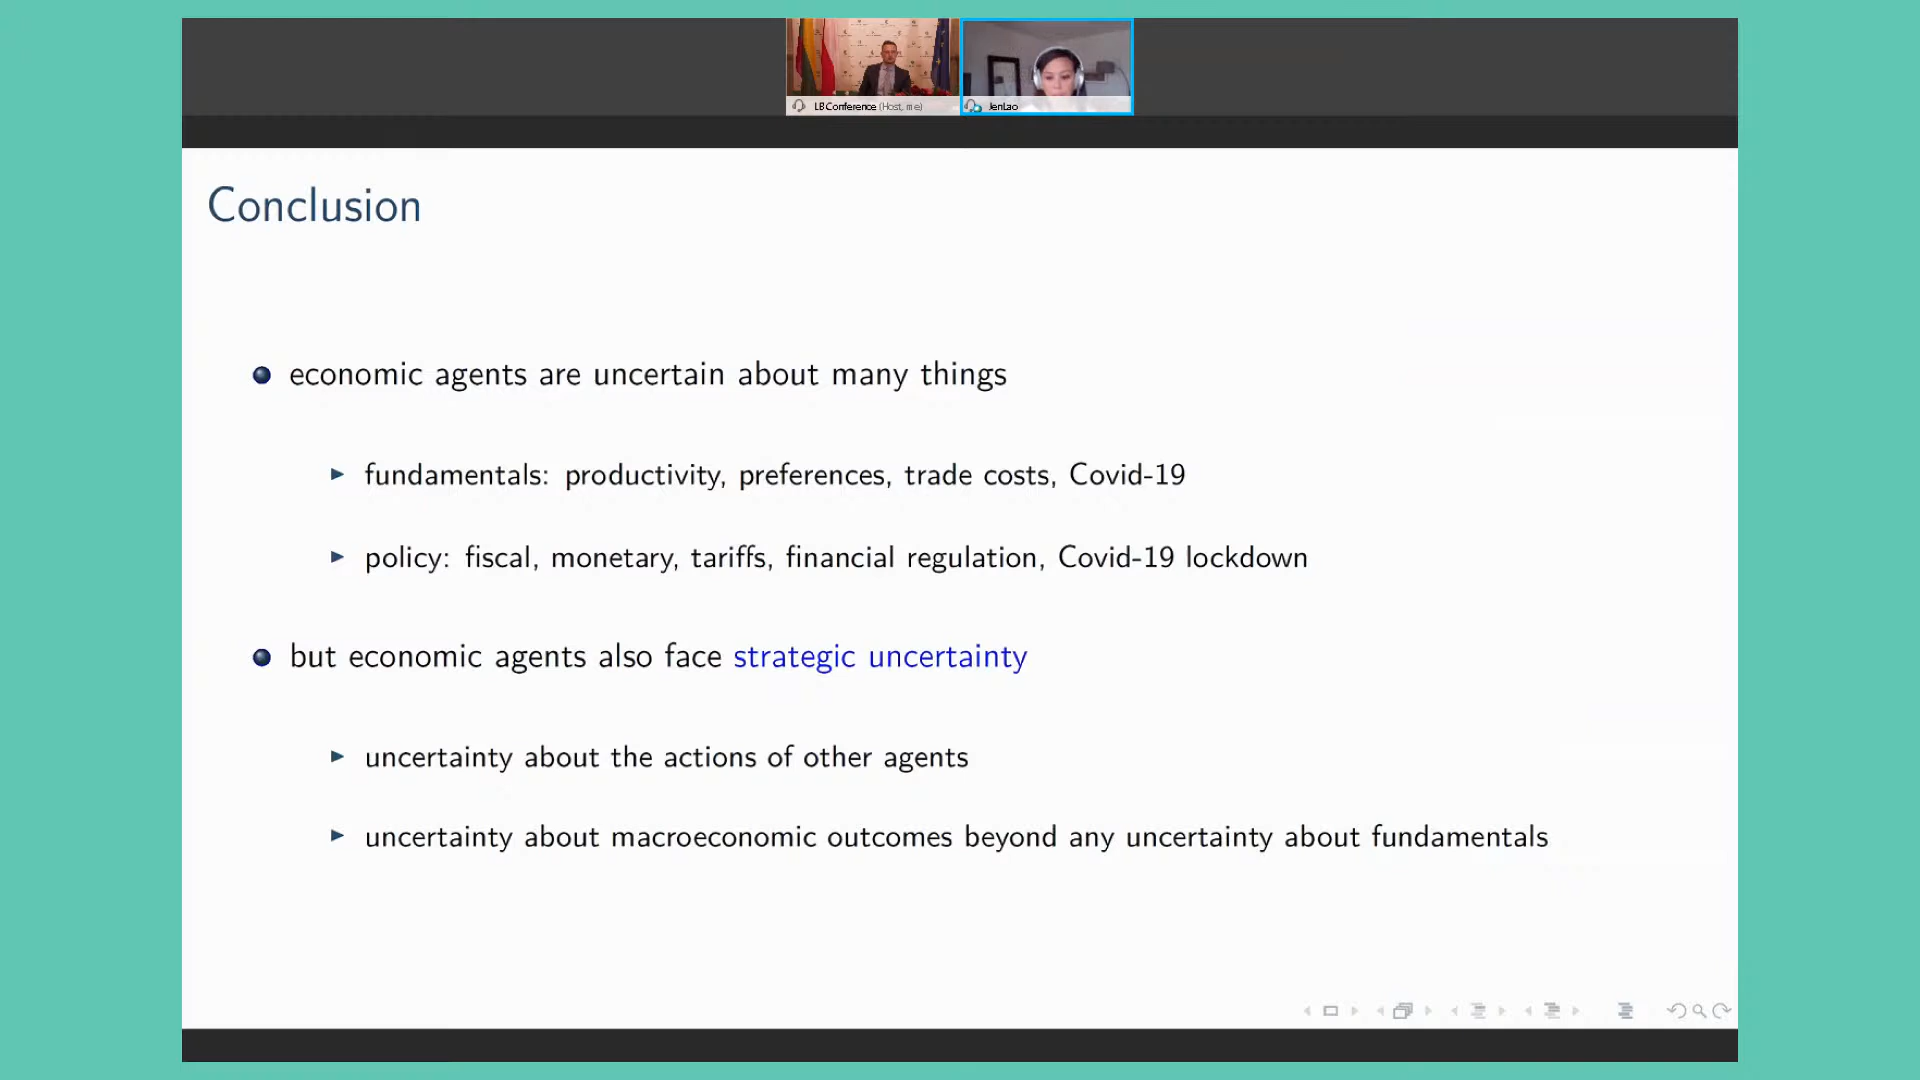 LB Conference (Host, me)
JenLao
Conclusion
economic agents are uncertain about many things
fundamentals: productivity, preferences, trade costs, Covid-19
policy: fiscal, monetary, tariffs, financial regulation, Covid-19 lockdown
but economic agents also face strategic uncertainty
uncertainty about the actions of other agents
uncertainty about macroeconomic outcomes beyond any uncertainty about fundamentals